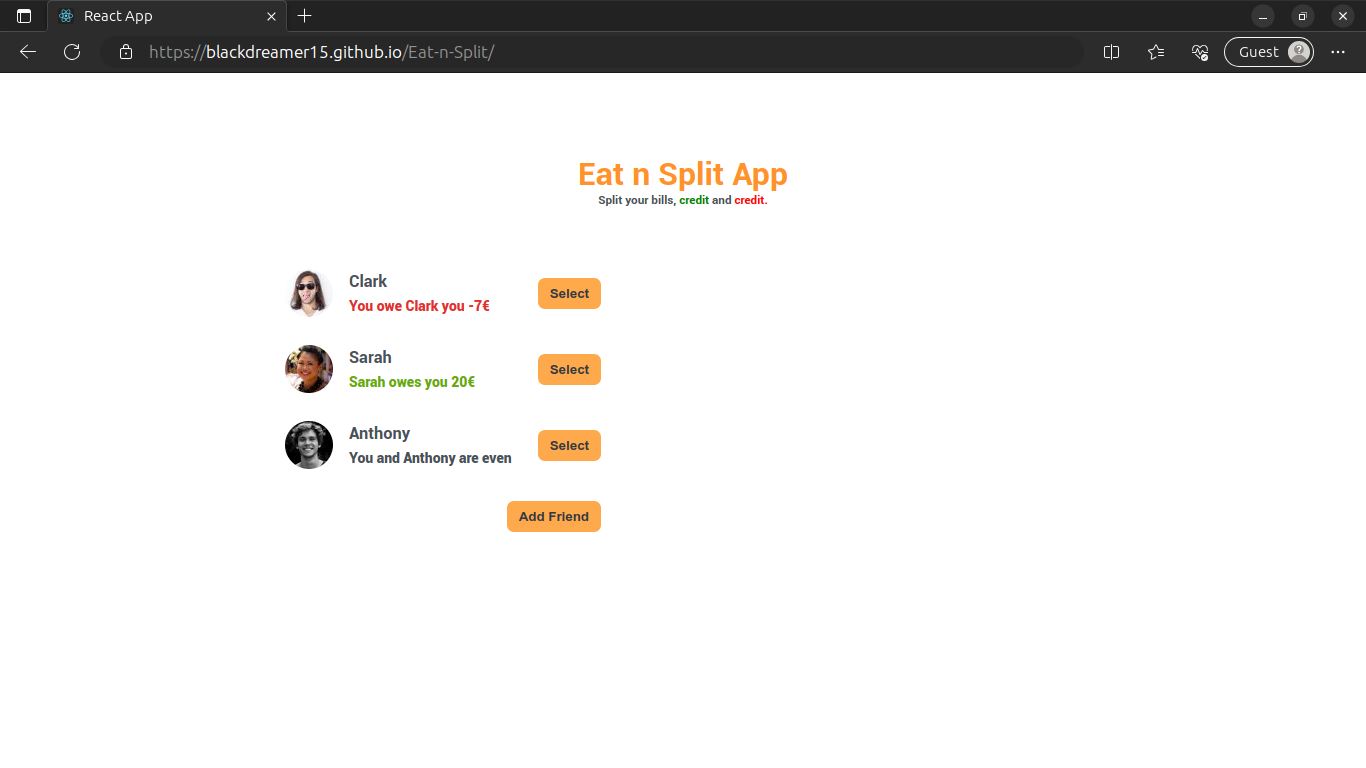 React App
https://blackdreamer15.github.io/Eat-n-Split/
Guest
Eat n Split App
Split your bills, credit and credit.
Clark
You owe Clark you -7€
Select
Sarah
Sarah owes you 20€
Select
Anthony
You and Anthony are even
Select
Add Friend